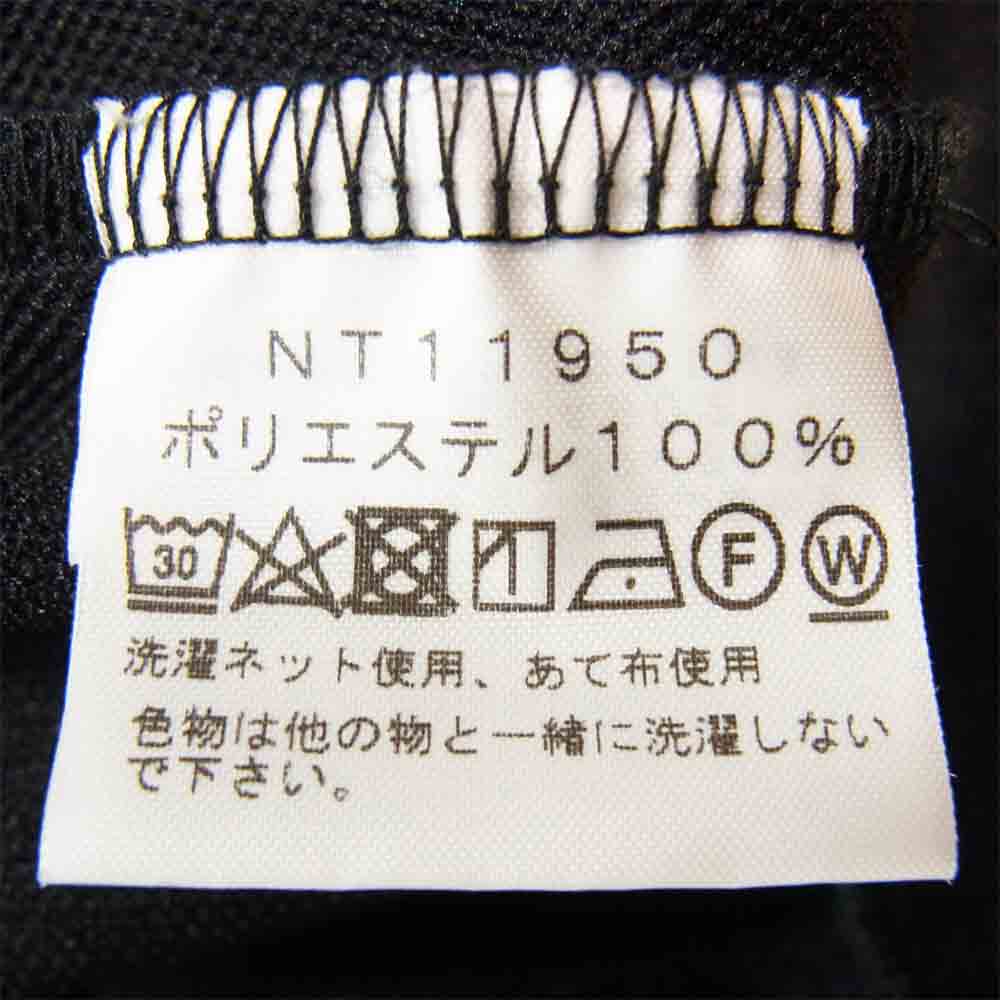 NT11950
ポリエステル100%
30 F W
洗濯ネット使用、あて布使用
色物は他の物と一緒に洗濯しない
で下さい。